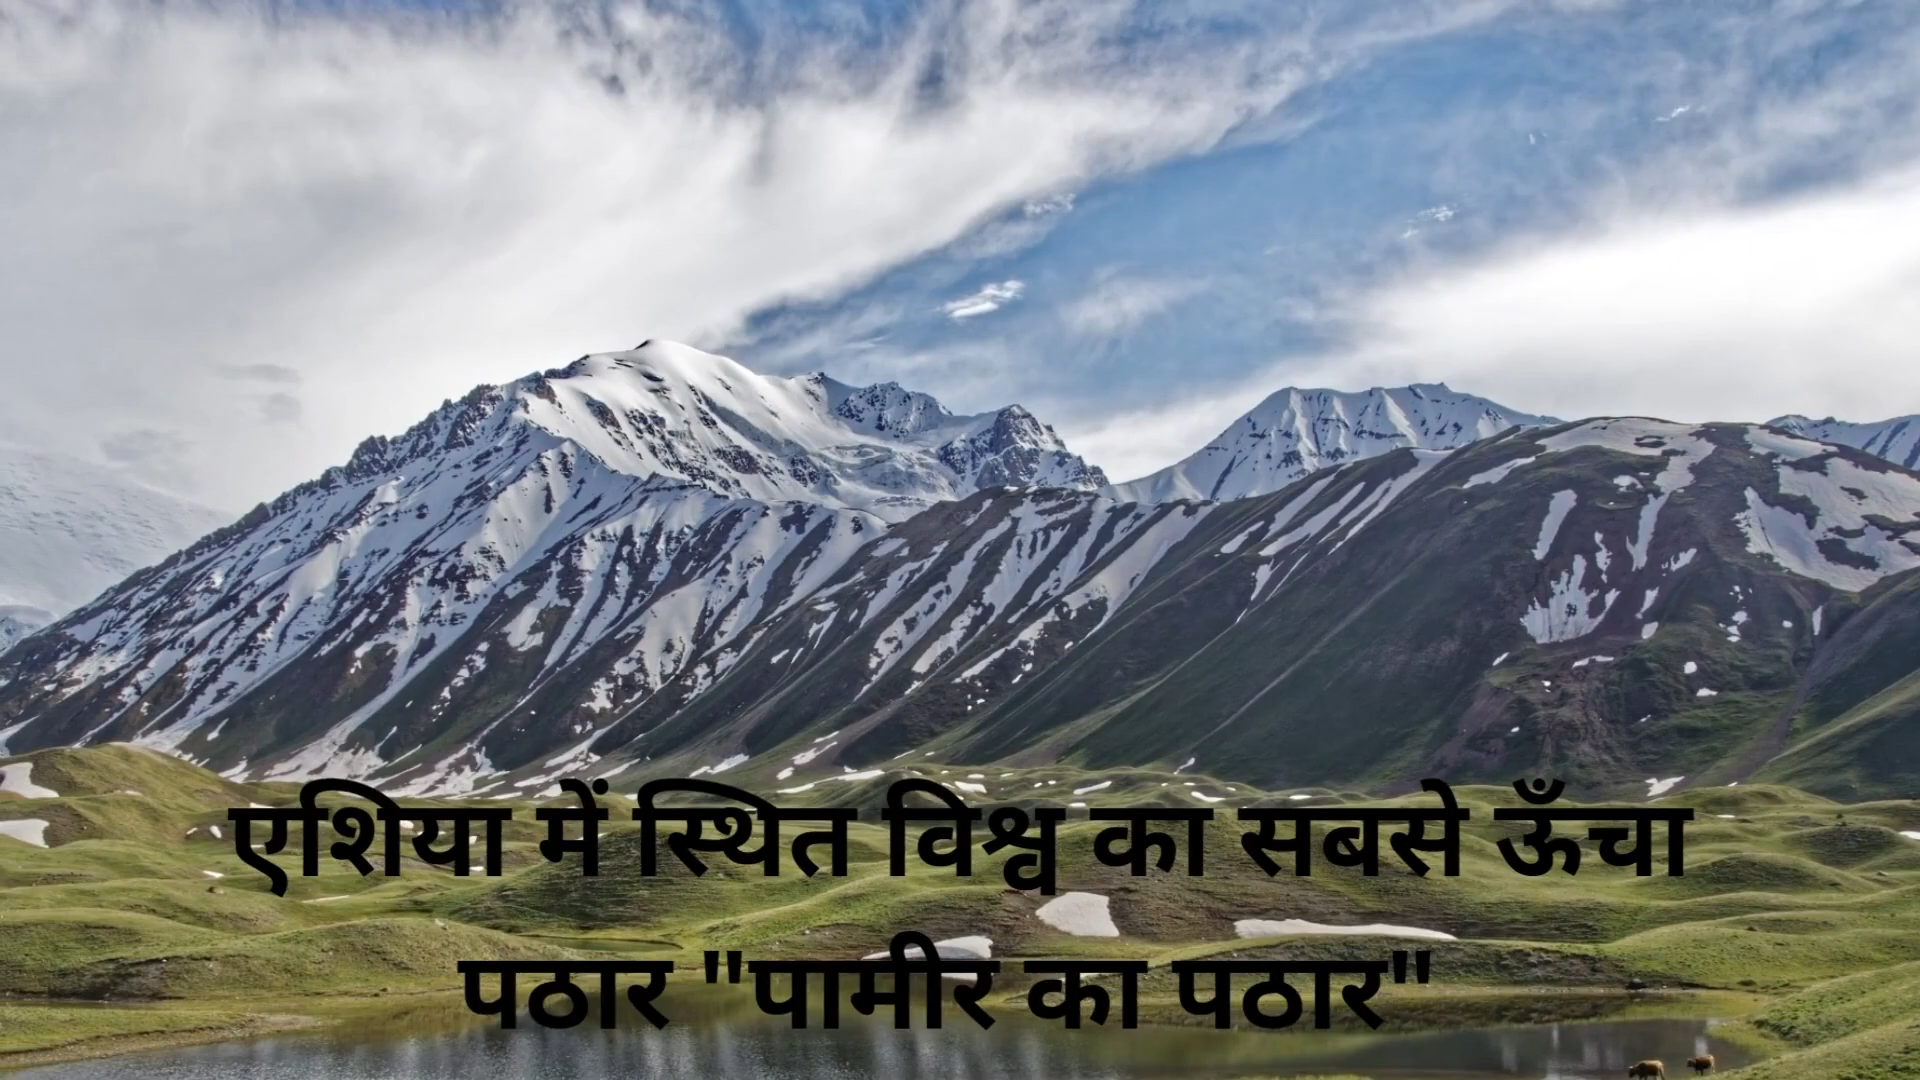 एशिया में स्थित विश्व का सबसे ऊँचा
पठार "पामीर का पठार"